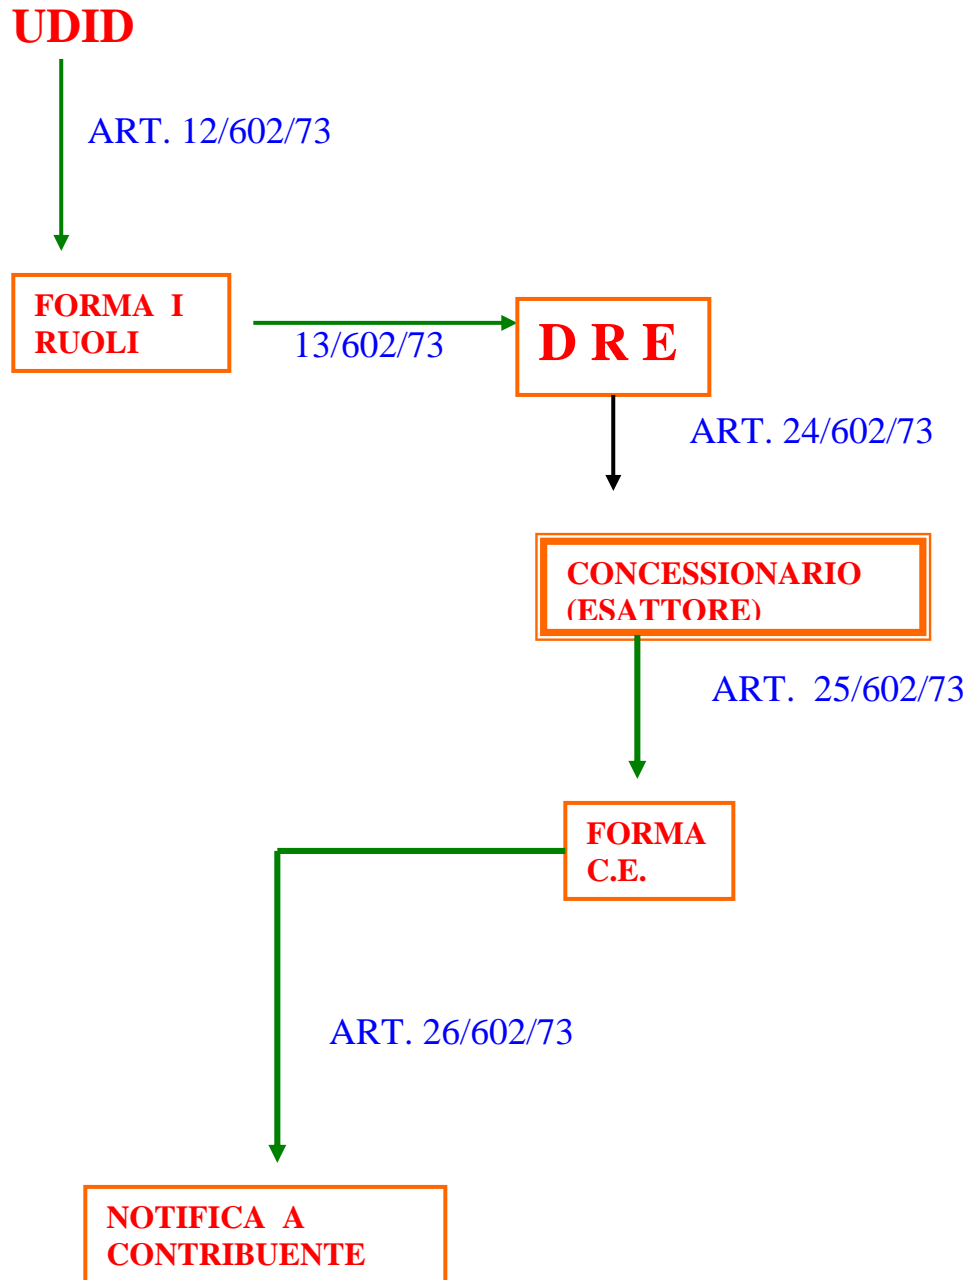 UDID
ART. 12/602/73
FORMA I
RUOLI
13/602/73
D R E
ART. 24/602/73
CONCESSIONARIO
(ESATTORE)
ART. 25/602/73
FORMA
C.E.
ART. 26/602/73
NOTIFICA A
CONTRIBUENTE